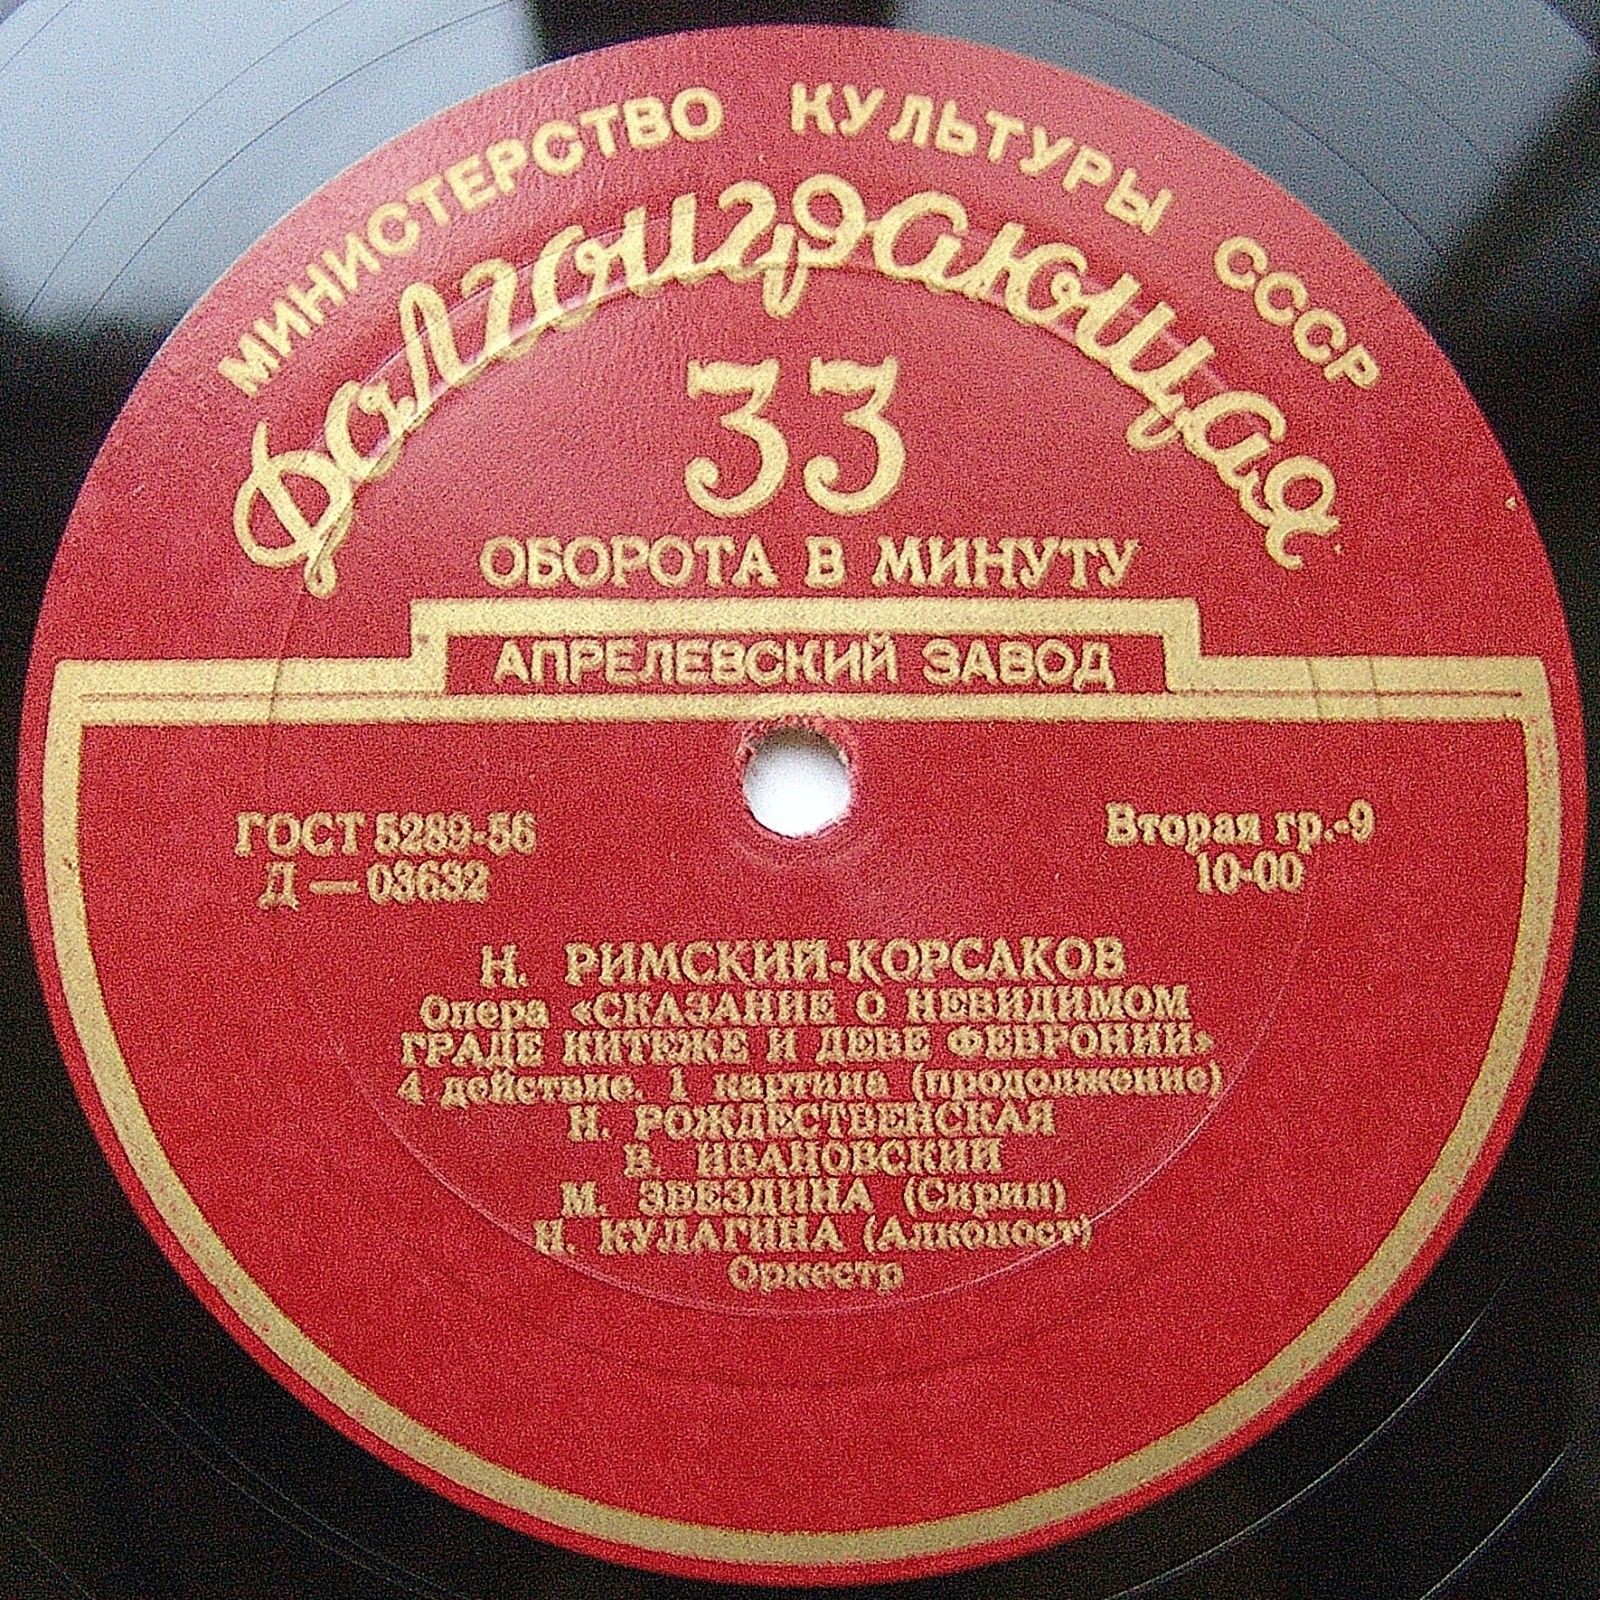 МИНИСТЕРСТВО КУЛЬТУРЫ СССР
Долгоиграющая
33
ОБОРОТА В МИНУТУ
АПРЕЛЕВСКИЙ ЗАВОД
ГОСТ 5289-56
Д — 03632
Вторая гр.-9
10-00
Н. РИМСКИЙ-КОРСАКОВ
Опера «СКАЗАНИЕ О НЕВИДИМОМ
ГРАДЕ КИТЕЖЕ И ДЕВЕ ФЕВРОНИИ»
4 действие. 1 картина (продолжение)
Н. РОЖДЕСТВЕНСКАЯ
В. ИВАНОВСКИЙ
М. ЗВЕЗДИНА (Сирин)
Н. КУЛАГИНА (Алконост)
Оркестр